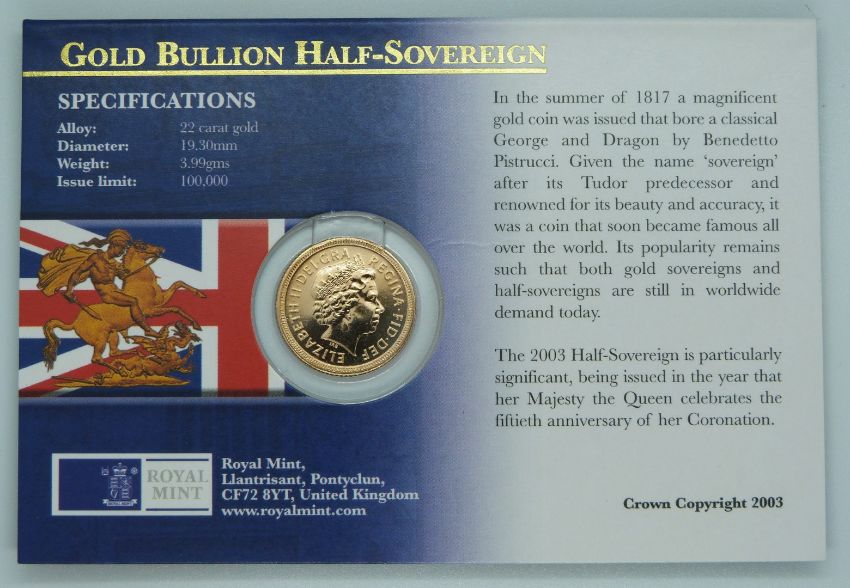 GOLD BULLION HALF-SOVEREIGN
SPECIFICATIONS
Alloy: 22 carat gold
Diameter: 19.30mm
Weight: 3.99gms
Issue limit: 100,000
In the summer of 1817 a magnificent
gold coin was issued that bore a classical
George and Dragon by Benedetto
Pistrucci. Given the name ‘sovereign’
after its Tudor predecessor and
renowned for its beauty and accuracy, it
was a coin that soon became famous all
over the world. Its popularity remains
such that both gold sovereigns and
half-sovereigns are still in worldwide
demand today.
The 2003 Half-Sovereign is particularly
significant, being issued in the year that
her Majesty the Queen celebrates the
fiftieth anniversary of her Coronation.
ELIZABETH·II·DEI·GRA REGINA·FID·DEF
ROYAL
MINT
Royal Mint,
Llantrisant, Pontyclun,
CF72 8YT, United Kingdom
www.royalmint.com
Crown Copyright 2003